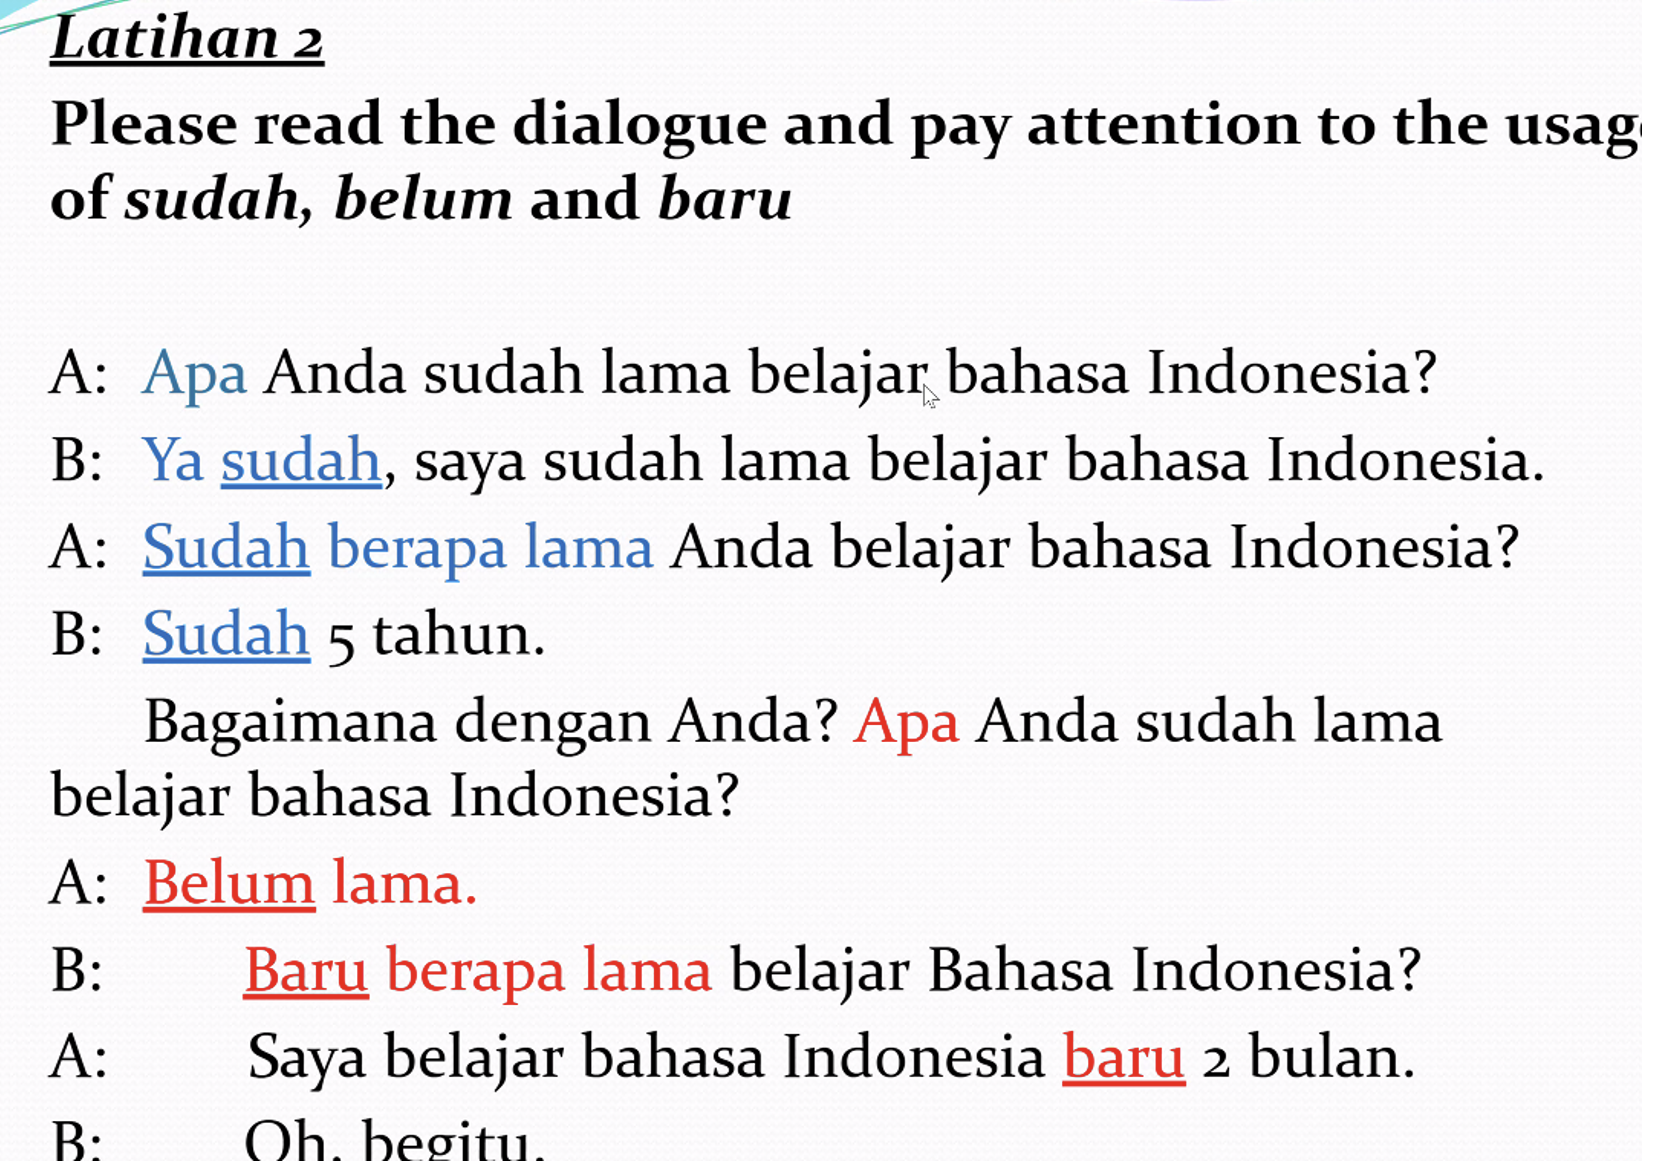 Latihan 2
Please read the dialogue and pay attention to the usage
of sudah, belum and baru
A: Apa Anda sudah lama belajar bahasa Indonesia?
B: Ya sudah, saya sudah lama belajar bahasa Indonesia.
A: Sudah berapa lama Anda belajar bahasa Indonesia?
B: Sudah 5 tahun.
Bagaimana dengan Anda? Apa Anda sudah lama
belajar bahasa Indonesia?
A: Belum lama.
B: Baru berapa lama belajar Bahasa Indonesia?
A: Saya belajar bahasa Indonesia baru 2 bulan.
B: Oh, begitu.